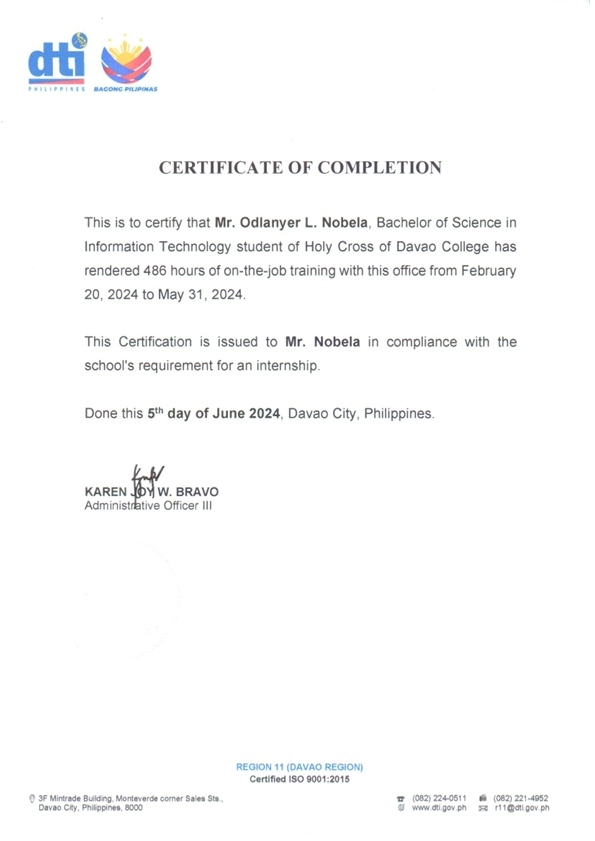 dti
PHILIPPINES
BAGONG PILIPINAS
CERTIFICATE OF COMPLETION
This is to certify that Mr. Odlanyer L. Nobela, Bachelor of Science in
Information Technology student of Holy Cross of Davao College has
rendered 486 hours of on-the-job training with this office from February
20, 2024 to May 31, 2024.
This Certification is issued to Mr. Nobela in compliance with the
school's requirement for an internship.
Done this 5th day of June 2024, Davao City, Philippines.
KAREN JOY W. BRAVO
Administrative Officer III
REGION 11 (DAVAO REGION)
Certified ISO 9001:2015
3F Mintrade Building, Monteverde corner Sales Sts.,
Davao City, Philippines, 8000
(082) 224-0511 (082) 221-4952
www.dti.gov.ph r11@dti.gov.ph